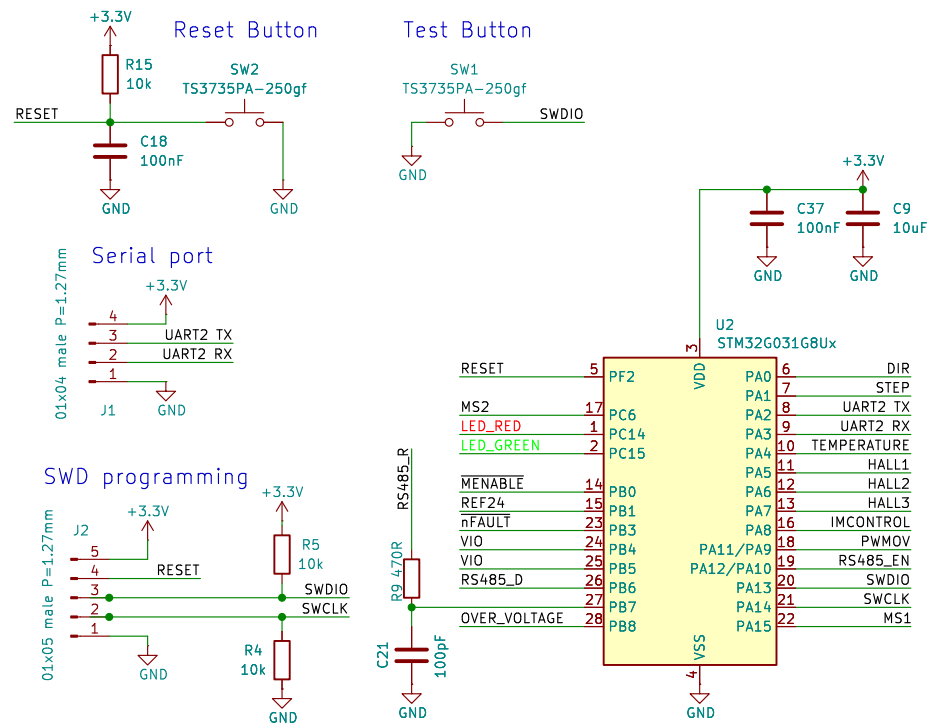 Reset Button
+3.3V
R15
10k
RESET
C18
100nF
GND
SW2
TS3735PA-250gf
GND
Test Button
SW1
TS3735PA-250gf
SWDIO
GND
Serial port
01x04 male P=1.27mm
+3.3V
4
3 UART2 TX
2 UART2 RX
1
GND
J1
SWD programming
01x05 male P=1.27mm
J2
+3.3V
5
4 RESET
3 SWDIO
2 SWCLK
1
GND
+3.3V
R5
10k
R4
10k
GND
RS485_R
R9 470R
C21
100pF
GND
+3.3V
C37
100nF
GND
C9
10uF
GND
U2
STM32G031G8Ux
3
VDD
RESET 5 PF2
MS2 17 PC6
LED_RED 1 PC14
LED_GREEN 2 PC15
MENABLE 14 PB0
REF24 15 PB1
nFAULT 23 PB3
VIO 24 PB4
VIO 25 PB5
RS485_D 26 PB6
27 PB7
OVER_VOLTAGE 28 PB8
PA0 6 DIR
PA1 7 STEP
PA2 8 UART2 TX
PA3 9 UART2 RX
PA4 10 TEMPERATURE
PA5 11 HALL1
PA6 12 HALL2
PA7 13 HALL3
PA8 16 IMCONTROL
PA11/PA9 18 PWMOV
PA12/PA10 19 RS485_EN
PA13 20 SWDIO
PA14 21 SWCLK
PA15 22 MS1
VSS
4
GND